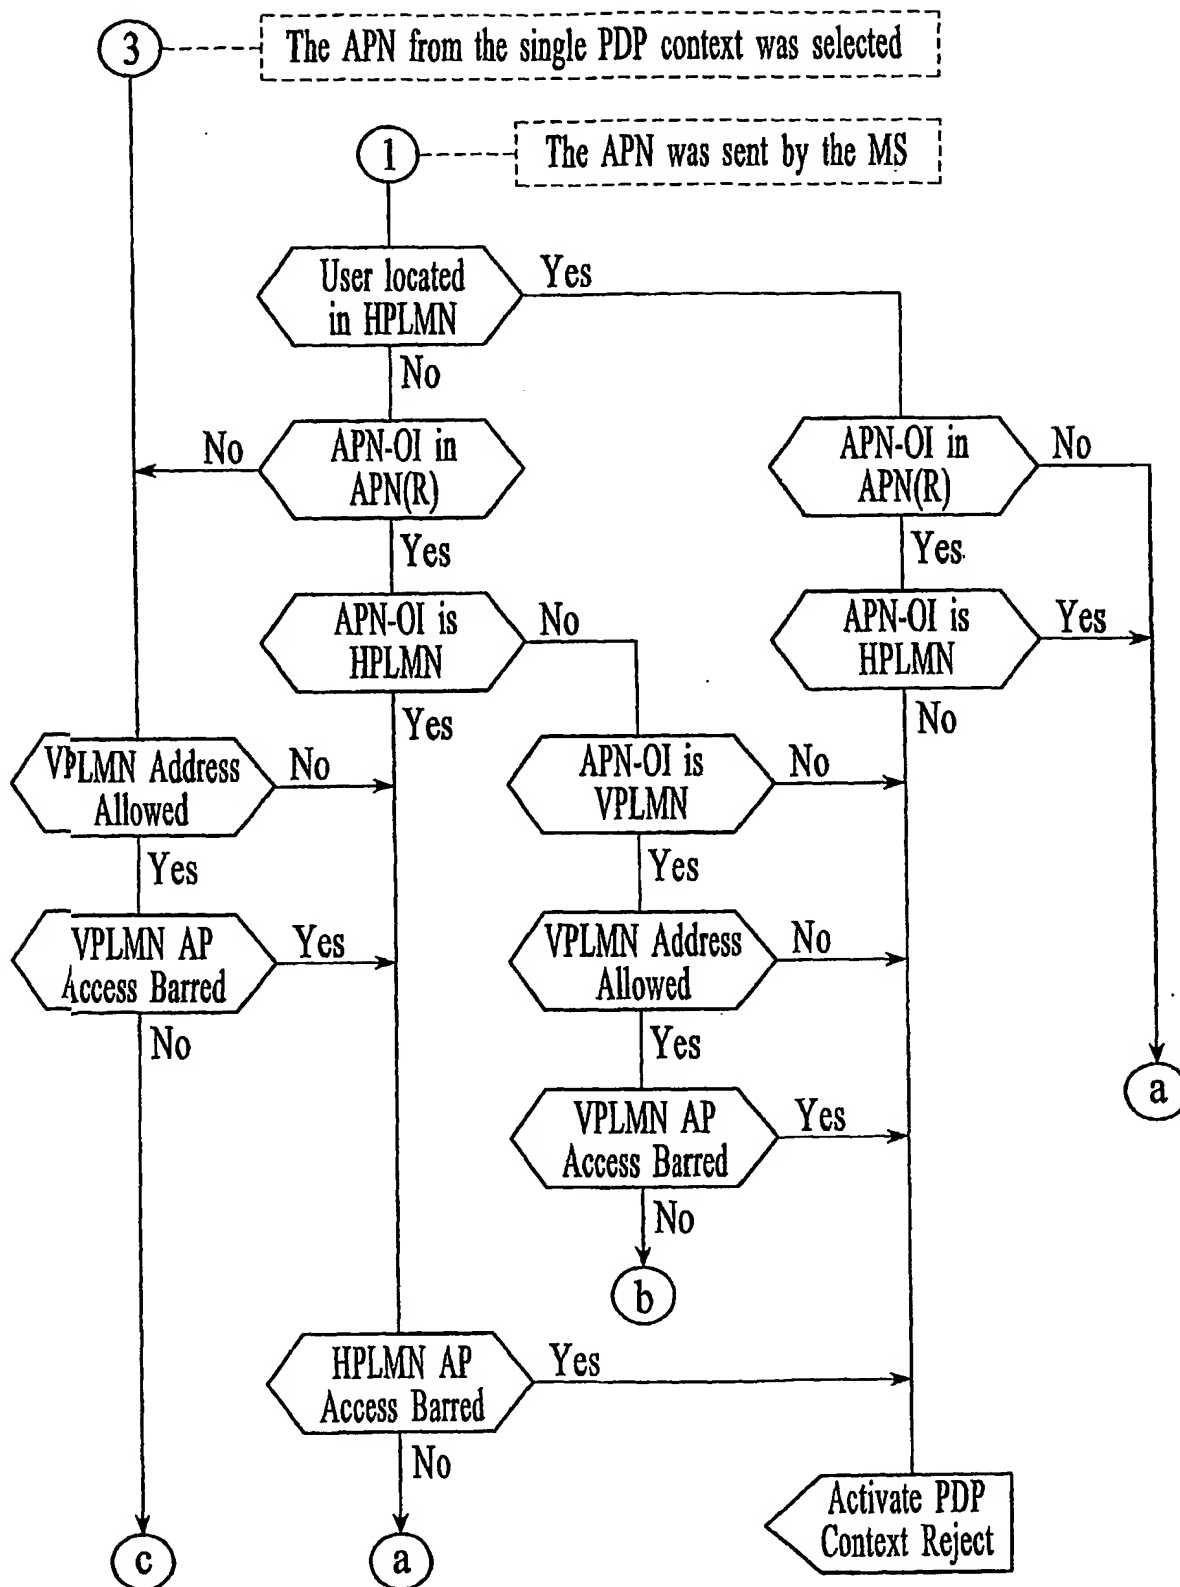 3
The APN from the single PDP context was selected
1
The APN was sent by the MS
User located
in HPLMN
Yes
No
No
APN-OI in
APN(R)
APN-OI in
APN(R)
No
Yes
Yes
APN-OI is
HPLMN
No
APN-OI is
HPLMN
Yes
Yes
No
VPLMN Address
Allowed
No
APN-OI is
VPLMN
No
Yes
Yes
VPLMN AP
Access Barred
Yes
VPLMN Address
Allowed
No
No
Yes
VPLMN AP
Access Barred
Yes
a
No
b
HPLMN AP
Access Barred
Yes
No
Activate PDP
Context Reject
c
a